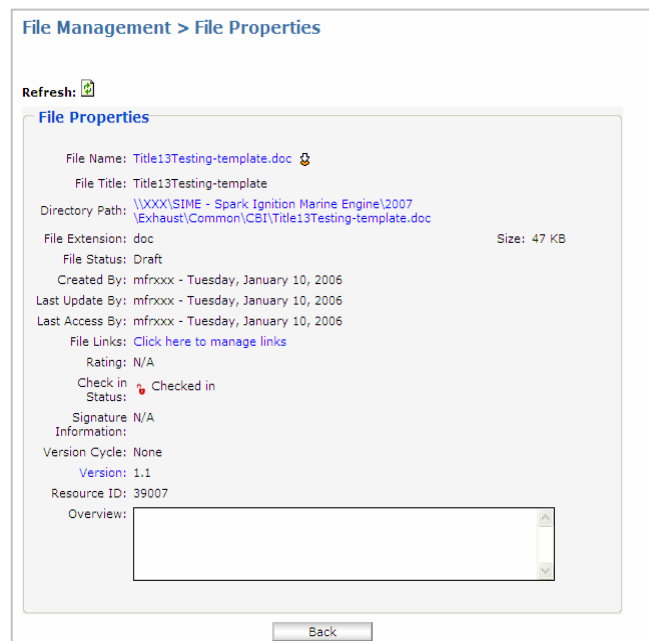 File Management > File Properties
Refresh:
File Properties
File Name: Title13Testing-template.doc
File Title: Title13Testing-template
Directory Path: \\XXX\SIME - Spark Ignition Marine Engine\2007
\Exhaust\Common\CBI\Title13Testing-template.doc
File Extension: doc Size: 47 KB
File Status: Draft
Created By: mfrxxx - Tuesday, January 10, 2006
Last Update By: mfrxxx - Tuesday, January 10, 2006
Last Access By: mfrxxx - Tuesday, January 10, 2006
File Links: Click here to manage links
Rating: N/A
Check in
Status: Checked in
Signature
Information: N/A
Version Cycle: None
Version: 1.1
Resource ID: 39007
Overview:
Back